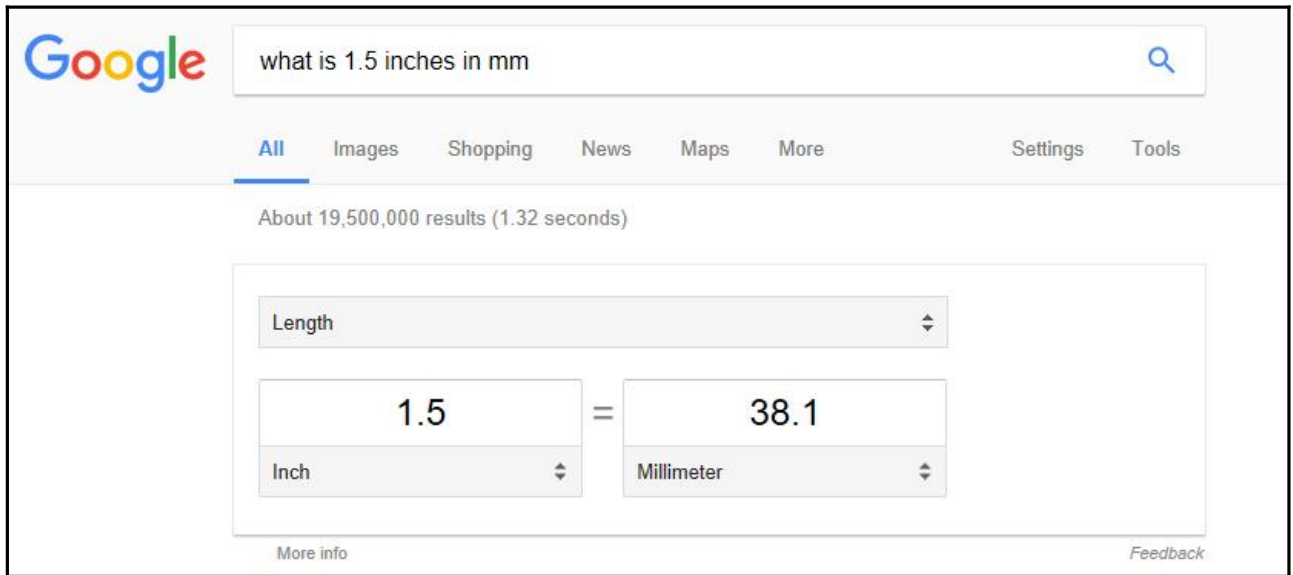 Google what is 1.5 inches in mm
All Images Shopping News Maps More Settings Tools
About 19,500,000 results (1.32 seconds)
Length
1.5 = 38.1
Inch Millimeter
More info Feedback